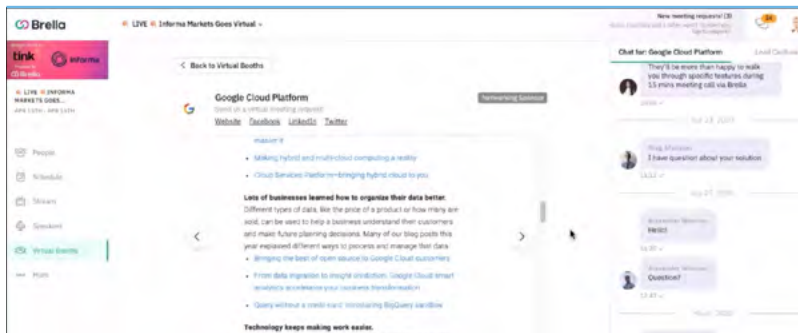 Brella
LIVE Informa Markets Goes Virtual
New meeting requests! (3)
24
tink
Informa
Brella
LIVE INFORMA
MARKETS GOES...
People
Schedule
Stream
Speakers
Virtual Booths
More
Back to Virtual Booths
Google Cloud Platform
Send us a virtual meeting request!
Website Facebook LinkedIn Twitter
Networking Sponsor
Making hybrid and multi-cloud computing a reality
Cloud Services Platform—bringing hybrid cloud to you
Lots of businesses learned how to organize their data better.
Different types of data, like the price of a product or how many are
sold, can be used to help a business understand their customers
and make future planning decisions. Many of our blog posts this
year explained different ways to process and manage that data
Bringing the best of open source to Google Cloud customers
From data ingestion to insight prediction: Google Cloud smart
analytics accelerates your business transformation
Query without a credit card: introducing BigQuery sandbox
Technology keeps making work easier.
Chat for: Google Cloud Platform
They'll be more than happy to walk
you through specific features during
15 mins meeting call via Brella
I have question about your solution
Hello!
Question?